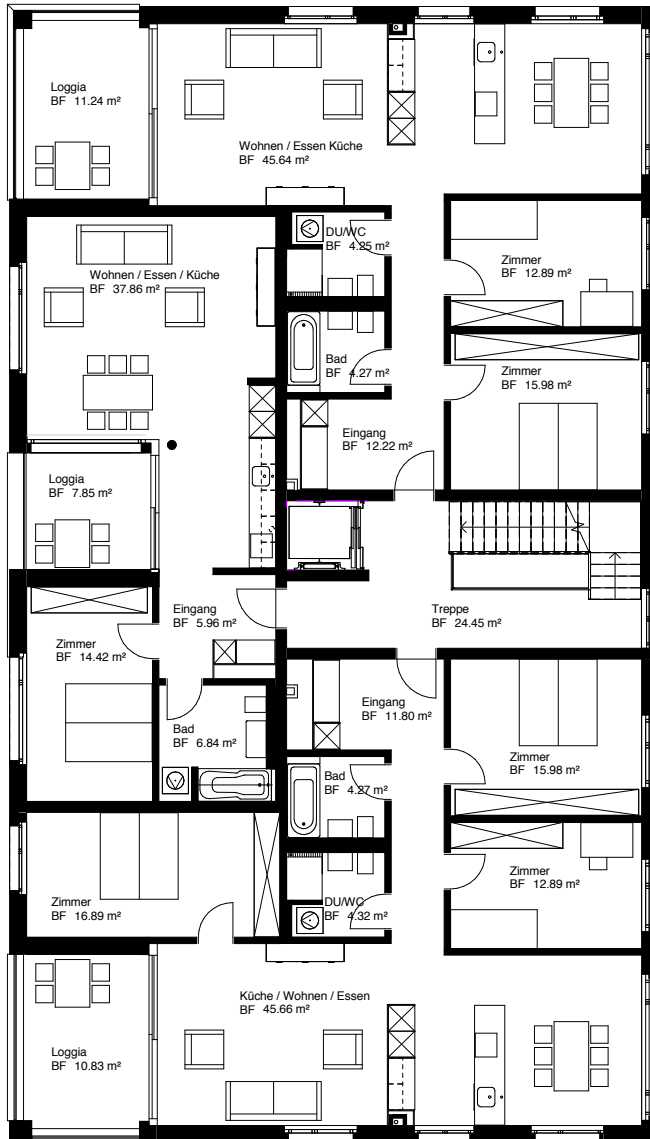 Loggia
BF 11.24 m²
Wohnen / Essen Küche
BF 45.64 m²
DU/WC
BF 4.25 m²
Zimmer
BF 12.89 m²
Wohnen / Essen / Küche
BF 37.86 m²
Bad
BF 4.27 m²
Zimmer
BF 15.98 m²
Eingang
BF 12.22 m²
Loggia
BF 7.85 m²
Eingang
BF 5.96 m²
Treppe
BF 24.45 m²
Zimmer
BF 14.42 m²
Eingang
BF 11.80 m²
Bad
BF 6.84 m²
Zimmer
BF 15.98 m²
Bad
BF 4.27 m²
Zimmer
BF 12.89 m²
Zimmer
BF 16.89 m²
DU/WC
BF 4.32 m²
Küche / Wohnen / Essen
BF 45.66 m²
Loggia
BF 10.83 m²